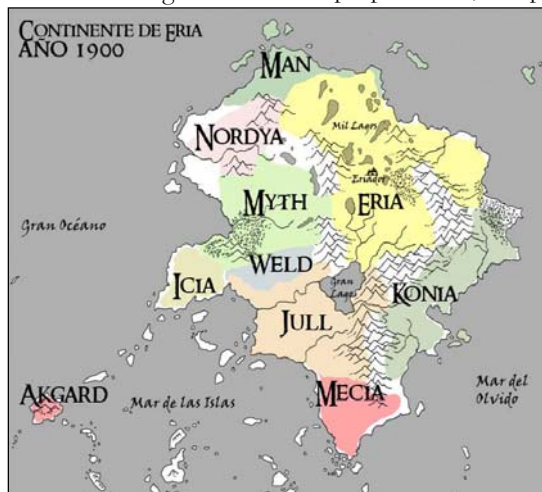 CONTINENTE DE ERIA
AÑO 1900
MAN
NORDYA
Mil Lagos
Eriador
MYTH
ERIA
Gran Océano
WELD
ICIA
Gran
Lago
KONIA
JULL
MECIA
Mar del
Olvido
AKGARD
Mar de las Islas